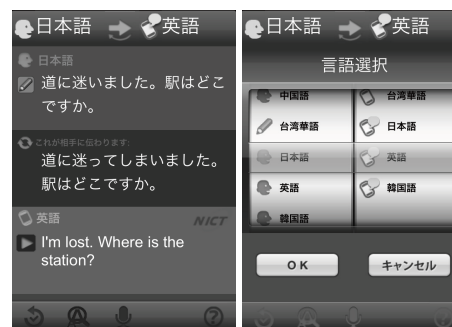 日本語
英語
日本語
道に迷いました。駅はどこ
ですか。
これが相手に伝わります:
道に迷ってしまいました。
駅はどこですか。
英語
NICT
I'm lost. Where is the
station?
日本語
英語
言語選択
中国語
台湾華語
台湾華語
日本語
日本語
英語
英語
韓国語
韓国語
OK
キャンセル